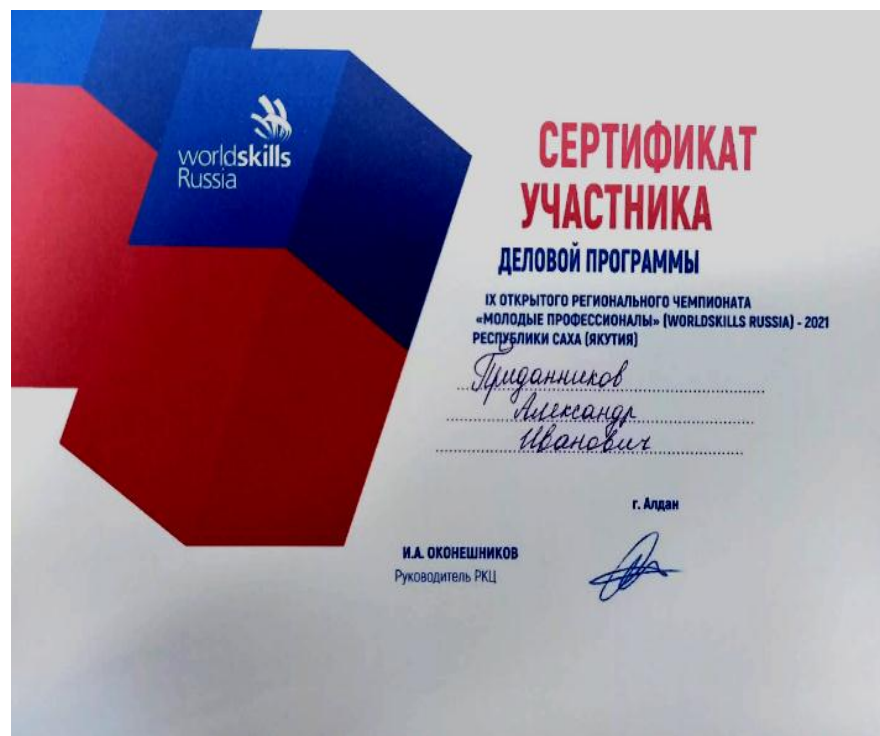 worldskills
Russia
СЕРТИФИКАТ
УЧАСТНИКА
ДЕЛОВОЙ ПРОГРАММЫ
IX ОТКРЫТОГО РЕГИОНАЛЬНОГО ЧЕМПИОНАТА
«МОЛОДЫЕ ПРОФЕССИОНАЛЫ» (WORLDSKILLS RUSSIA) - 2021
РЕСПУБЛИКИ САХА (ЯКУТИЯ)
Приданников
Александр
Иванович
г. Алдан
И.А. ОКОНЕШНИКОВ
Руководитель РКЦ